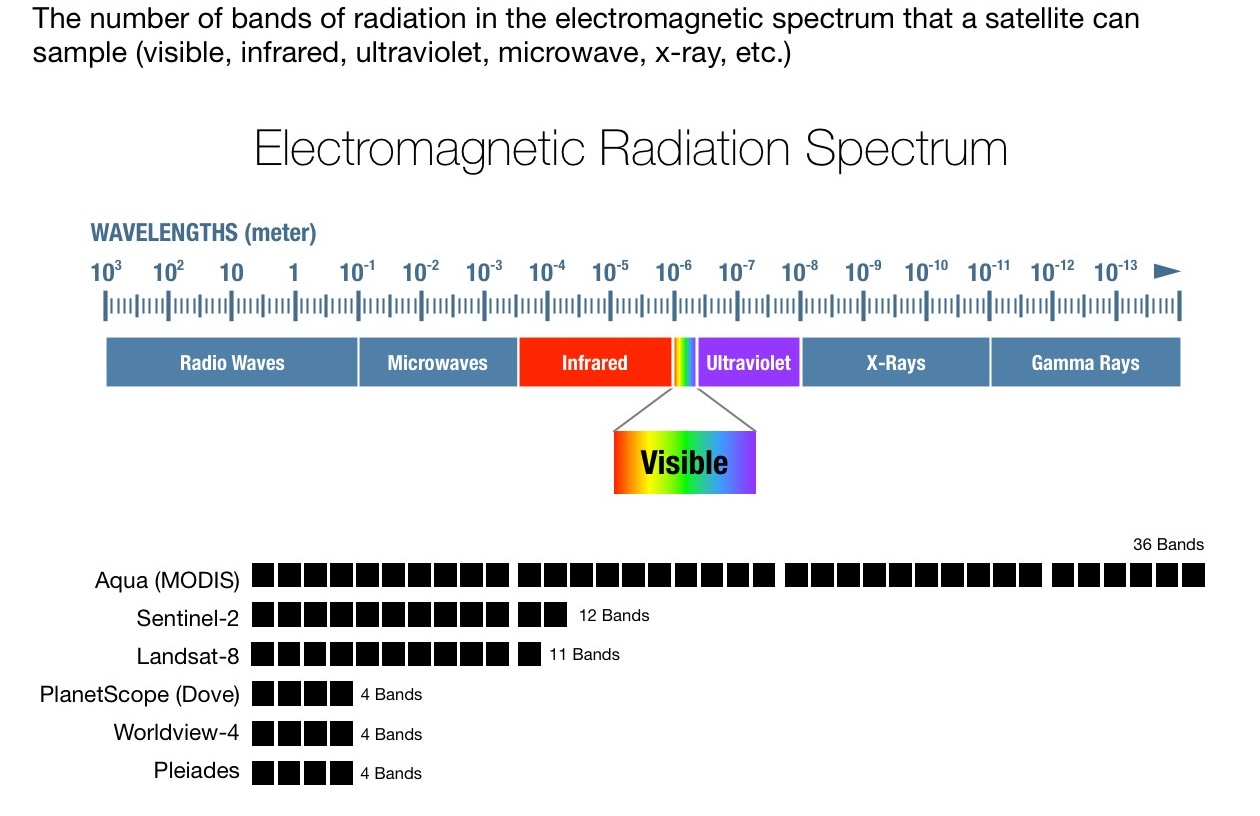 The number of bands of radiation in the electromagnetic spectrum that a satellite can
sample (visible, infrared, ultraviolet, microwave, x-ray, etc.)
Electromagnetic Radiation Spectrum
WAVELENGTHS (meter)
10³ 10² 10 1 10⁻¹ 10⁻² 10⁻³ 10⁻⁴ 10⁻⁵ 10⁻⁶ 10⁻⁷ 10⁻⁸ 10⁻⁹ 10⁻¹⁰ 10⁻¹¹ 10⁻¹² 10⁻¹³
Radio Waves Microwaves Infrared Ultraviolet X-Rays Gamma Rays
Visible
36 Bands
Aqua (MODIS)
Sentinel-2 12 Bands
Landsat-8 11 Bands
PlanetScope (Dove) 4 Bands
Worldview-4 4 Bands
Pleiades 4 Bands